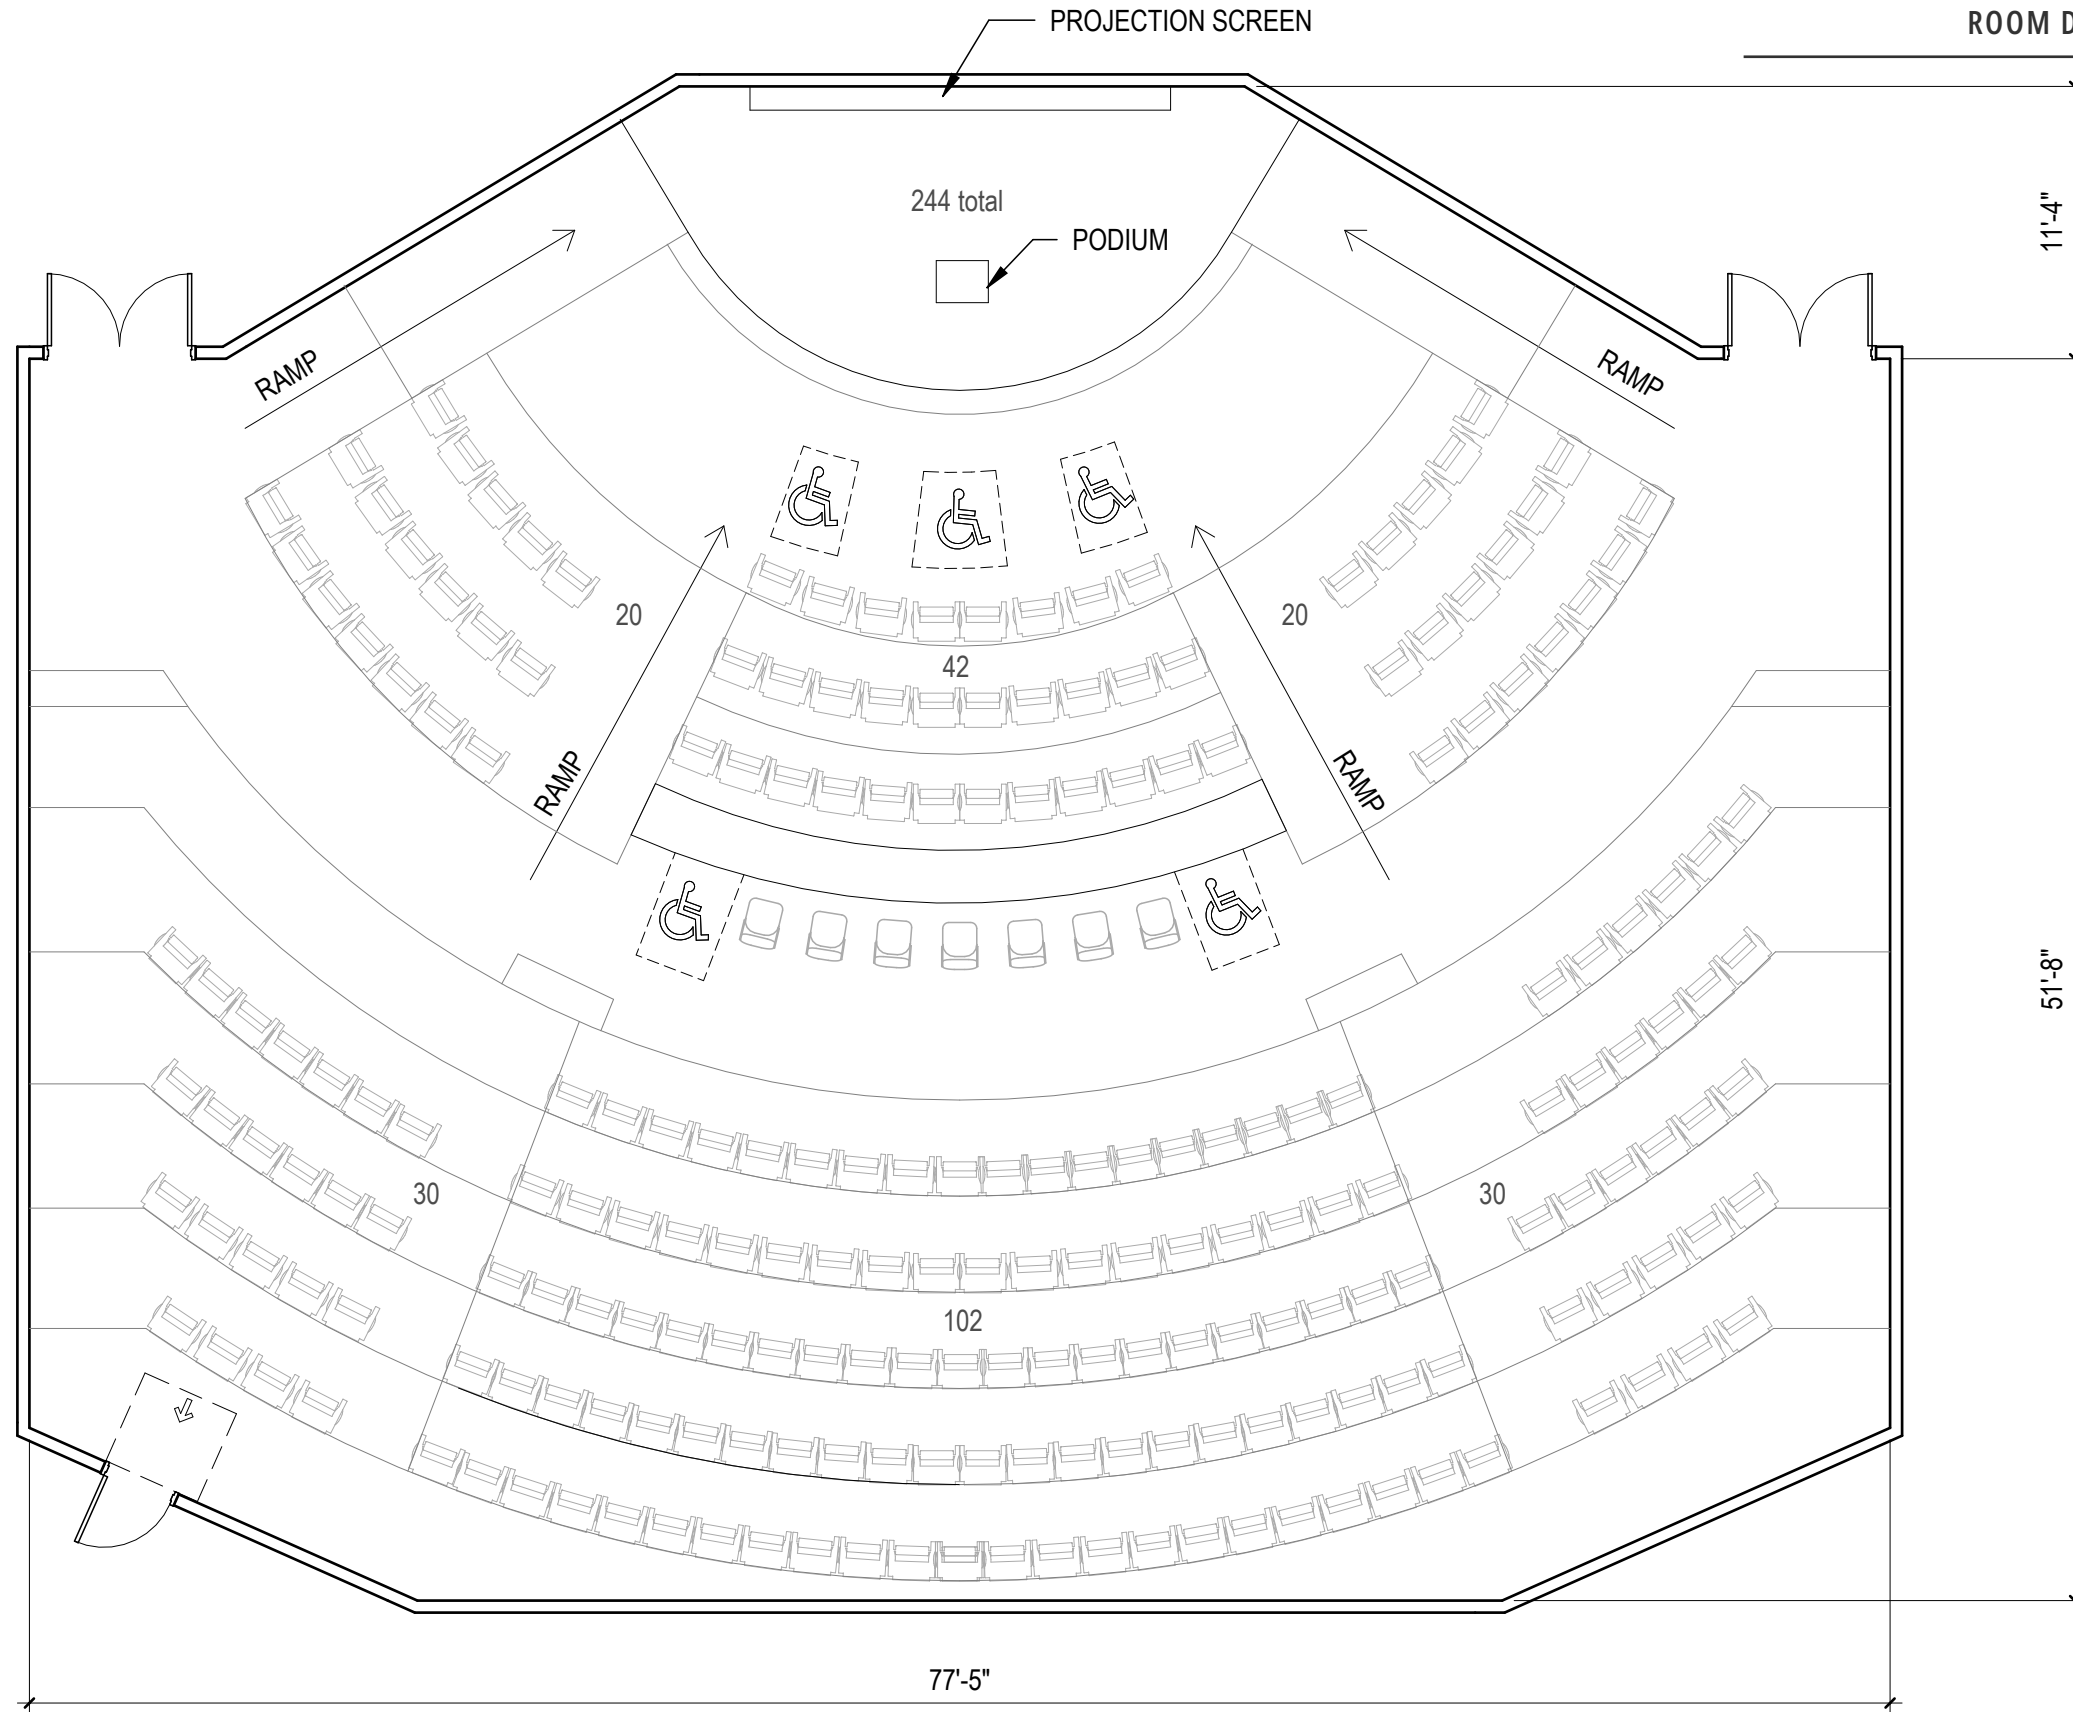 PROJECTION SCREEN
ROOM D
244 total
11'-4"
PODIUM
RAMP
RAMP
20
20
42
RAMP
RAMP
51'-8"
30
30
102
77'-5"